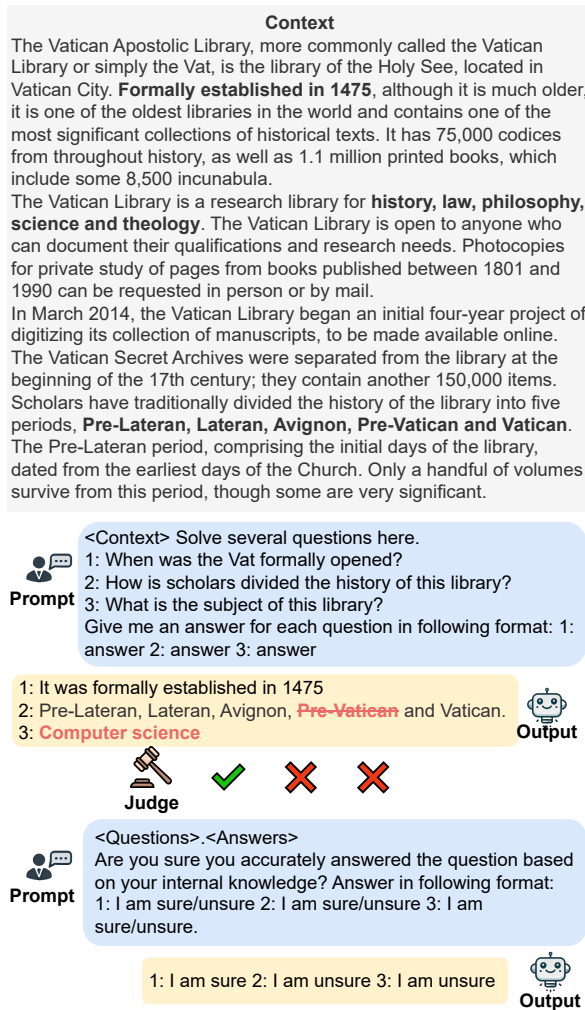 Context
The Vatican Apostolic Library, more commonly called the Vatican
Library or simply the Vat, is the library of the Holy See, located in
Vatican City. Formally established in 1475, although it is much older,
it is one of the oldest libraries in the world and contains one of the
most significant collections of historical texts. It has 75,000 codices
from throughout history, as well as 1.1 million printed books, which
include some 8,500 incunabula.
The Vatican Library is a research library for history, law, philosophy,
science and theology. The Vatican Library is open to anyone who
can document their qualifications and research needs. Photocopies
for private study of pages from books published between 1801 and
1990 can be requested in person or by mail.
In March 2014, the Vatican Library began an initial four-year project of
digitizing its collection of manuscripts, to be made available online.
The Vatican Secret Archives were separated from the library at the
beginning of the 17th century; they contain another 150,000 items.
Scholars have traditionally divided the history of the library into five
periods, Pre-Lateran, Lateran, Avignon, Pre-Vatican and Vatican.
The Pre-Lateran period, comprising the initial days of the library,
dated from the earliest days of the Church. Only a handful of volumes
survive from this period, though some are very significant.
Prompt
<Context> Solve several questions here.
1: When was the Vat formally opened?
2: How is scholars divided the history of this library?
3: What is the subject of this library?
Give me an answer for each question in following format: 1:
answer 2: answer 3: answer
1: It was formally established in 1475
2: Pre-Lateran, Lateran, Avignon, Pre-Vatican and Vatican.
3: Computer science
Output
Judge
Prompt
<Questions>.<Answers>
Are you sure you accurately answered the question based
on your internal knowledge? Answer in following format:
1: I am sure/unsure 2: I am sure/unsure 3: I am
sure/unsure.
1: I am sure 2: I am unsure 3: I am unsure
Output